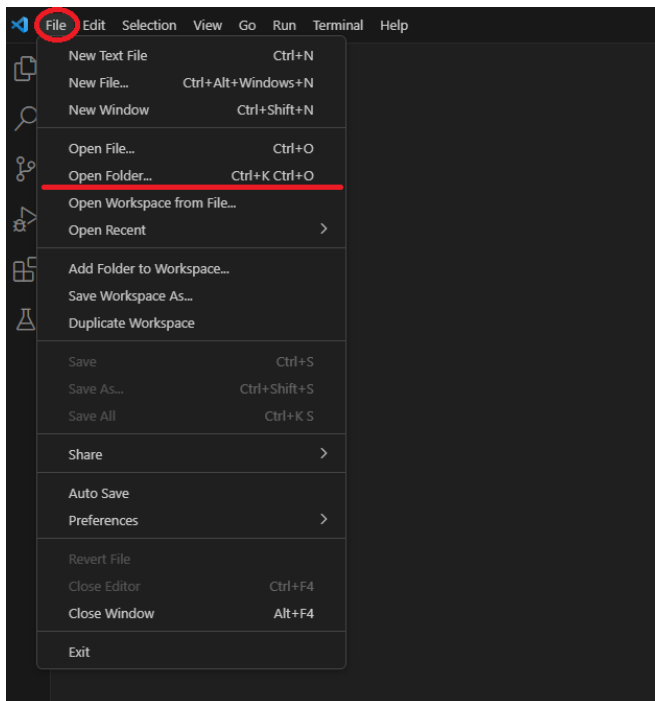 File Edit Selection View Go Run Terminal Help
New Text File Ctrl+N
New File... Ctrl+Alt+Windows+N
New Window Ctrl+Shift+N
Open File... Ctrl+O
Open Folder... Ctrl+K Ctrl+O
Open Workspace from File...
Open Recent
Add Folder to Workspace...
Save Workspace As...
Duplicate Workspace
Save Ctrl+S
Save As... Ctrl+Shift+S
Save All Ctrl+K S
Share
Auto Save
Preferences
Revert File
Close Editor Ctrl+F4
Close Window Alt+F4
Exit